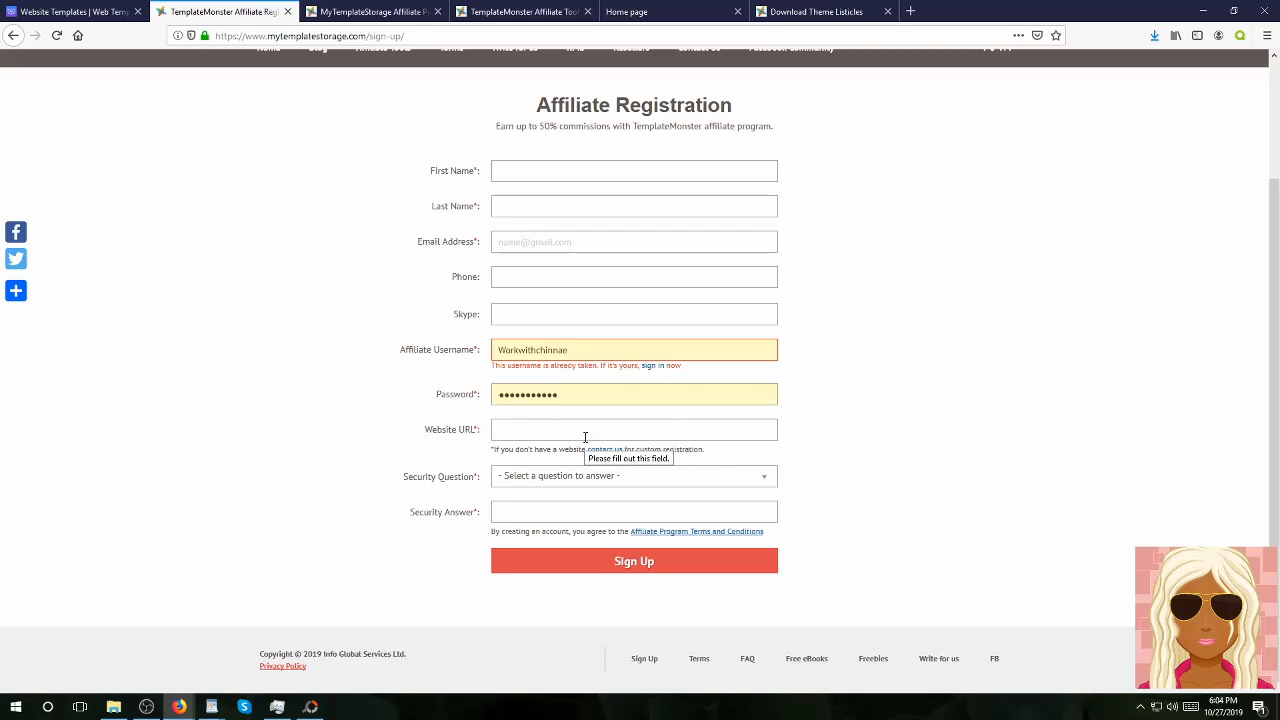 Website Templates | Web Temp
TemplateMonster Affiliate Regi
MyTemplateStorage Affiliate P
TemplateMonster Affiliate Tool
Home page
Download Theme Listicles
https://www.mytemplatestorage.com/sign-up/
Affiliate Registration
Earn up to 50% commissions with TemplateMonster affiliate program.
First Name*:
Last Name*:
Email Address*: name@gmail.com
Phone:
Skype:
Affiliate Username*: Workwithchinnae
This username is already taken. If it's yours, sign in now
Password*:
Website URL*:
*If you don't have a website contact us for custom registration.
Please fill out this field.
Security Question*: - Select a question to answer -
Security Answer*:
By creating an account, you agree to the Affiliate Program Terms and Conditions
Sign Up
Copyright © 2019 Info Global Services Ltd.
Privacy Policy
Sign Up Terms FAQ Free eBooks Freebies Write for us FB
6:04 PM
10/27/2019